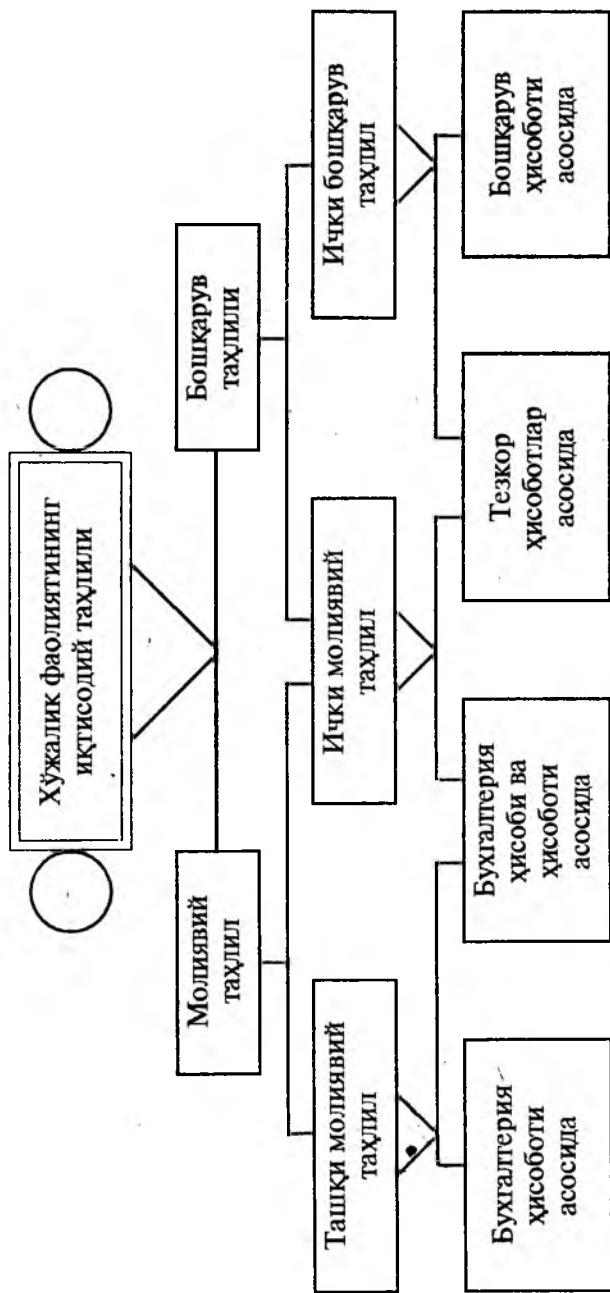 Хўжалик фаолиятининг
иқтисодий таҳлили
Молиявий
таҳлил
Бошқарув
таҳлили
Ташқи молиявий
таҳлил
Ички молиявий
таҳлил
Ички бошқарув
таҳлил
Бухгалтерия
ҳисоботи
асосида
Бухгалтерия
ҳисоби ва
ҳисоботи
асосида
Тезкор
ҳисоботлар
асосида
Бошқарув
ҳисоботи
асосида